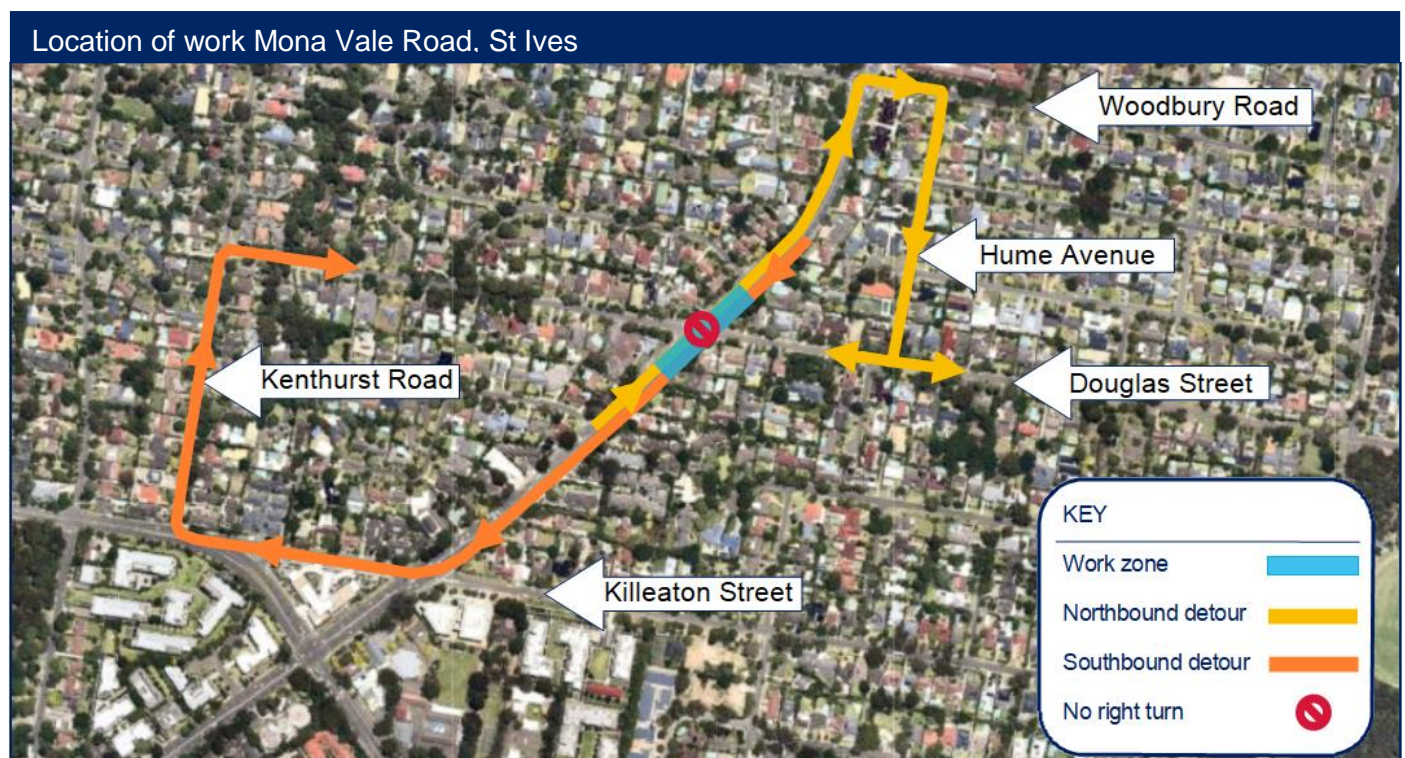 Location of work Mona Vale Road, St Ives
Woodbury Road
Hume Avenue
Kenthurst Road
Douglas Street
Killeaton Street
KEY
Work zone
Northbound detour
Southbound detour
No right turn